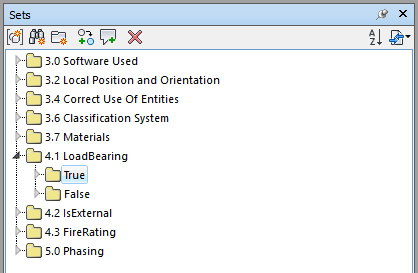 Sets
3.0 Software Used
3.2 Local Position and Orientation
3.4 Correct Use Of Entities
3.6 Classification System
3.7 Materials
4.1 LoadBearing
True
False
4.2 IsExternal
4.3 FireRating
5.0 Phasing